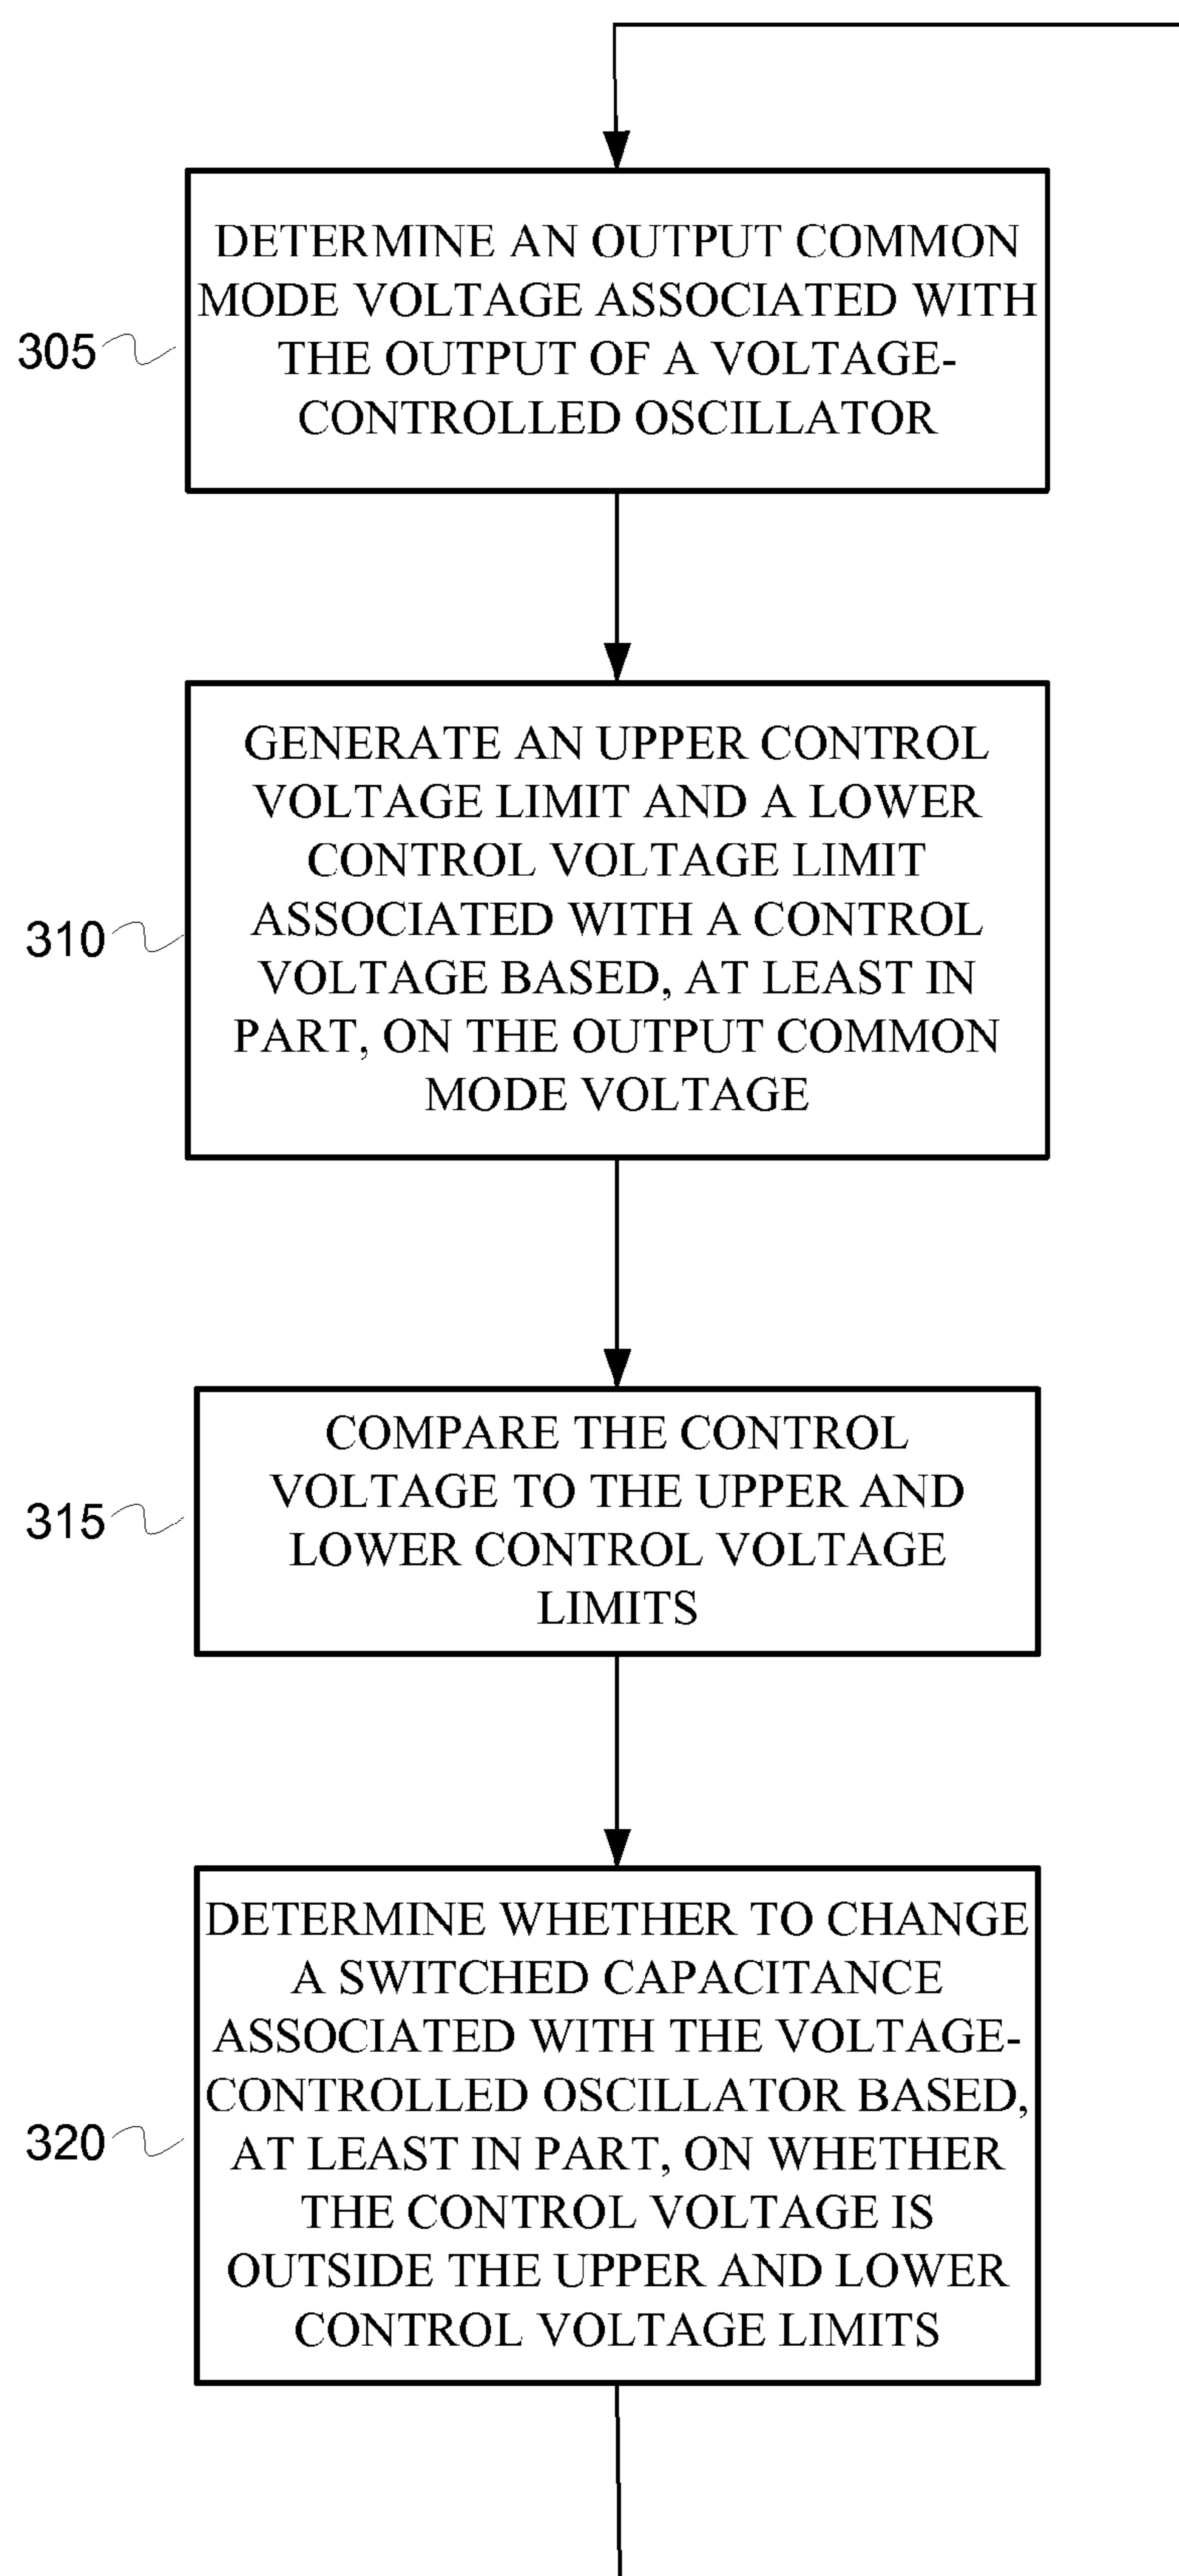 DETERMINE AN OUTPUT COMMON
MODE VOLTAGE ASSOCIATED WITH
THE OUTPUT OF A VOLTAGE-
CONTROLLED OSCILLATOR
305
GENERATE AN UPPER CONTROL
VOLTAGE LIMIT AND A LOWER
CONTROL VOLTAGE LIMIT
ASSOCIATED WITH A CONTROL
VOLTAGE BASED, AT LEAST IN
PART, ON THE OUTPUT COMMON
MODE VOLTAGE
310
COMPARE THE CONTROL
VOLTAGE TO THE UPPER AND
LOWER CONTROL VOLTAGE
LIMITS
315
DETERMINE WHETHER TO CHANGE
A SWITCHED CAPACITANCE
ASSOCIATED WITH THE VOLTAGE-
CONTROLLED OSCILLATOR BASED,
AT LEAST IN PART, ON WHETHER
THE CONTROL VOLTAGE IS
OUTSIDE THE UPPER AND LOWER
CONTROL VOLTAGE LIMITS
320